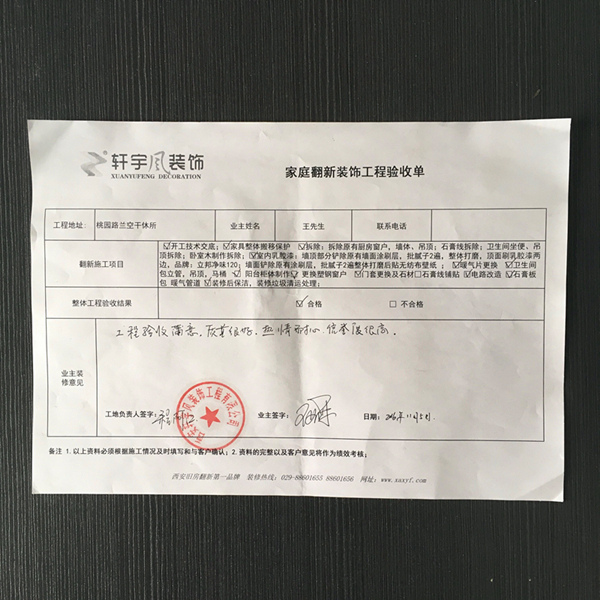 轩宇风装饰
XUANYUFENG DECORATION
家庭翻新装饰工程验收单
工程地址: 桃园路兰空干休所 业主姓名 王先生 联系电话
翻新施工项目
☑开工技术交底;☑家具整体搬移保护 ☑拆除:拆除原有厨房窗户,墙体、吊顶;石膏线拆除;卫生间坐便、吊
顶拆除;卧室木制作拆除;☑室内乳胶漆:墙顶部分铲除原有墙面涂刷层,批腻子2遍,整体打磨,顶面刷乳胶漆两
边,品牌:立邦净味120;墙面铲除原有涂刷层,批腻子2遍整体打磨后贴无纺布壁纸;☑暖气片更换 ☑卫生间
包立管,吊顶,马桶 ☑阳台柜体制作☑更换塑钢窗户 ☑门套更换及石材☐石膏线铺贴 ☑电路改造 ☑石膏板
包 暖气管道 ☑装修后保洁,装修垃圾清运处理;
整体工程验收结果 ☑ 合格 ☐ 不合格
业主装
修意见
工程验收满意,服务很好,热情耐心,信誉度很高。
工地负责人签字: 业主签字: 日期: 2016年11月5日
备注 1.以上资料必须根据施工情况及时填写和与客户确认;2.资料的完整以及客户意见将作为绩效考核;
西安旧房翻新第一品牌 装修热线:029-88601655 88601656 网址:www.xaxyf.com